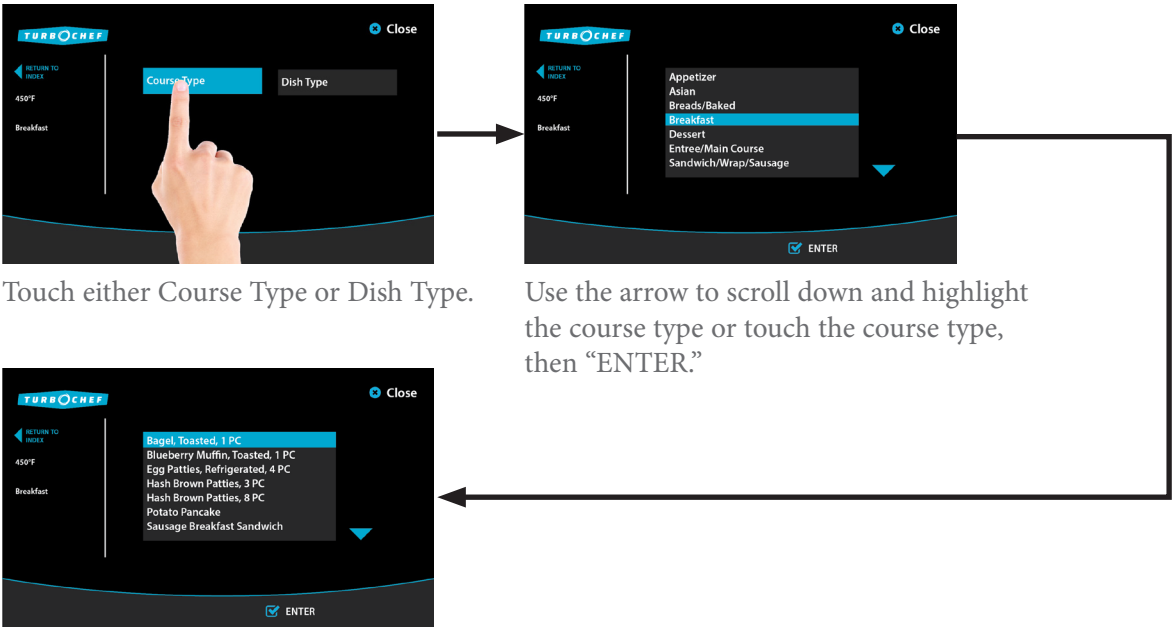 TURBOCHEF
Close
RETURN TO
INDEX
450°F
Breakfast
Course Type
Dish Type
Touch either Course Type or Dish Type.
TURBOCHEF
Close
RETURN TO
INDEX
450°F
Breakfast
Appetizer
Asian
Breads/Baked
Breakfast
Dessert
Entree/Main Course
Sandwich/Wrap/Sausage
ENTER
Use the arrow to scroll down and highlight
the course type or touch the course type,
then “ENTER.”
TURBOCHEF
Close
RETURN TO
INDEX
450°F
Breakfast
Bagel, Toasted, 1 PC
Blueberry Muffin, Toasted, 1 PC
Egg Patties, Refrigerated, 4 PC
Hash Brown Patties, 3 PC
Hash Brown Patties, 8 PC
Potato Pancake
Sausage Breakfast Sandwich
ENTER